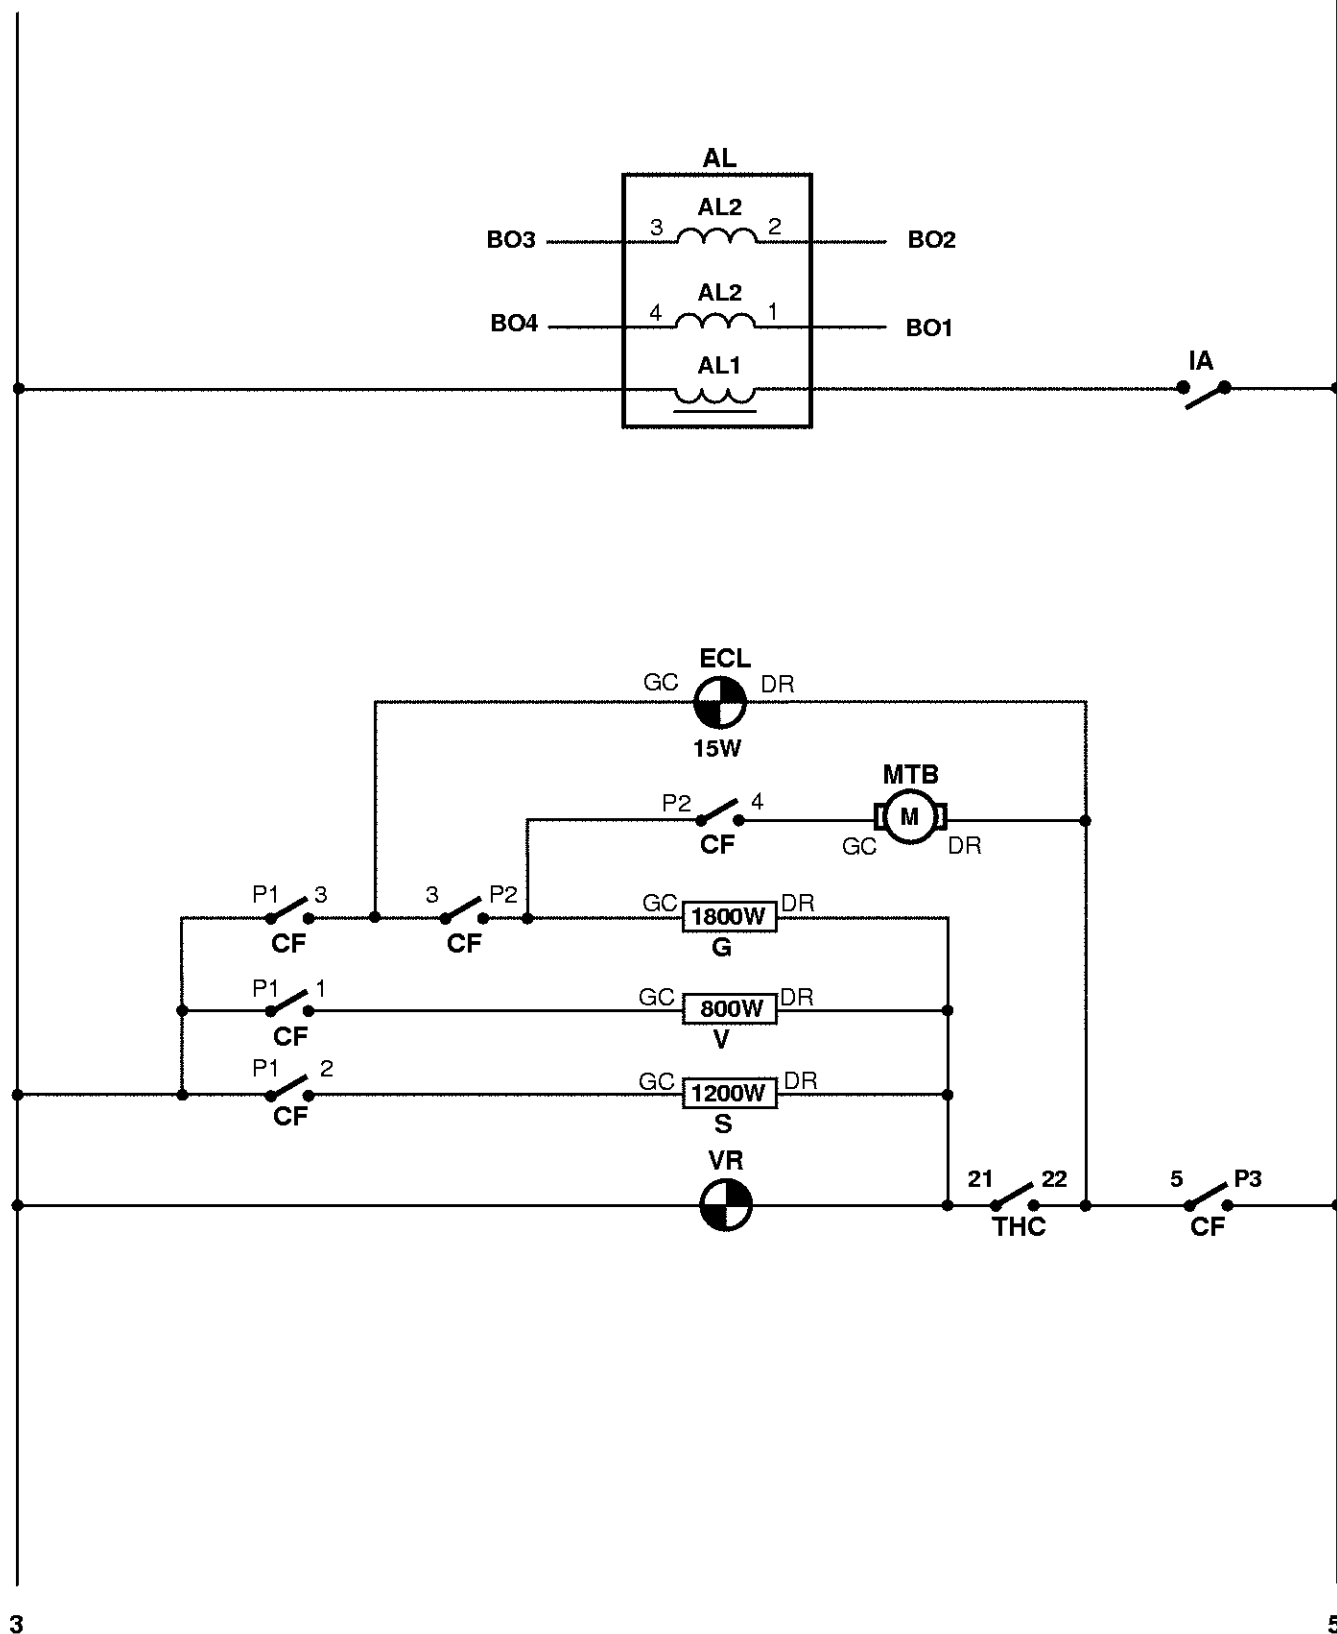 AL
AL2
BO3 3 2 BO2
AL2
BO4 4 1 BO1
AL1 IA
ECL
GC DR
15W
MTB
P2 4 M
CF GC DR
P1 3 3 P2 GC 1800W DR
CF CF G
P1 1 GC 800W DR
CF V
P1 2 GC 1200W DR
CF S
VR
21 22 5 P3
THC CF
3 5